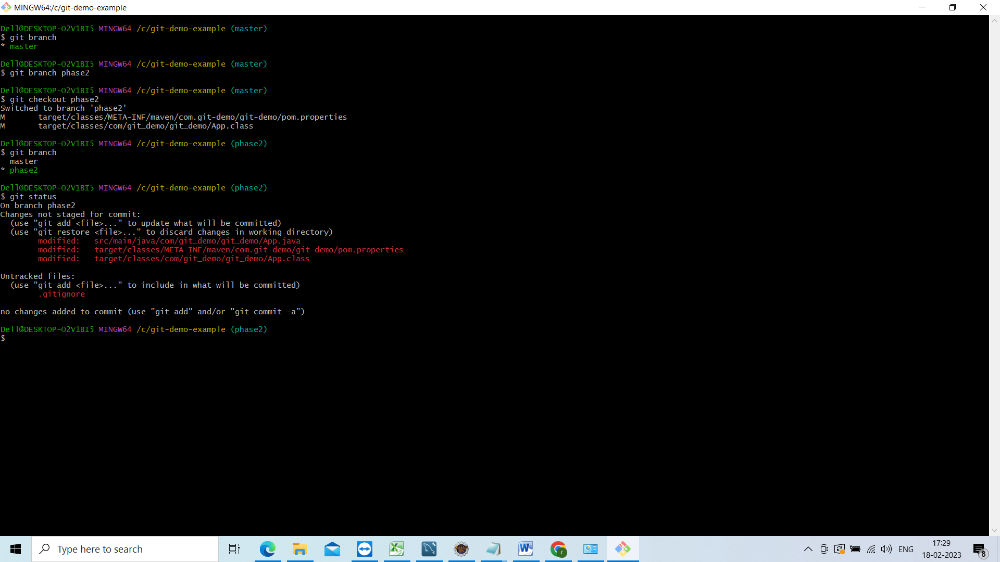 MINGW64:/c/git-demo-example
Dell@DESKTOP-O2V1BI5 MINGW64 /c/git-demo-example (master)
$ git branch
* master
Dell@DESKTOP-O2V1BI5 MINGW64 /c/git-demo-example (master)
$ git branch phase2
Dell@DESKTOP-O2V1BI5 MINGW64 /c/git-demo-example (master)
$ git checkout phase2
Switched to branch 'phase2'
M       target/classes/META-INF/maven/com.git-demo/git-demo/pom.properties
M       target/classes/com/git_demo/git_demo/App.class
Dell@DESKTOP-O2V1BI5 MINGW64 /c/git-demo-example (phase2)
$ git branch
  master
* phase2
Dell@DESKTOP-O2V1BI5 MINGW64 /c/git-demo-example (phase2)
$ git status
On branch phase2
Changes not staged for commit:
  (use "git add <file>..." to update what will be committed)
  (use "git restore <file>..." to discard changes in working directory)
        modified:   src/main/java/com/git_demo/git_demo/App.java
        modified:   target/classes/META-INF/maven/com.git-demo/git-demo/pom.properties
        modified:   target/classes/com/git_demo/git_demo/App.class
Untracked files:
  (use "git add <file>..." to include in what will be committed)
        .gitignore
no changes added to commit (use "git add" and/or "git commit -a")
Dell@DESKTOP-O2V1BI5 MINGW64 /c/git-demo-example (phase2)
$
Type here to search
ENG
17:29
18-02-2023
8